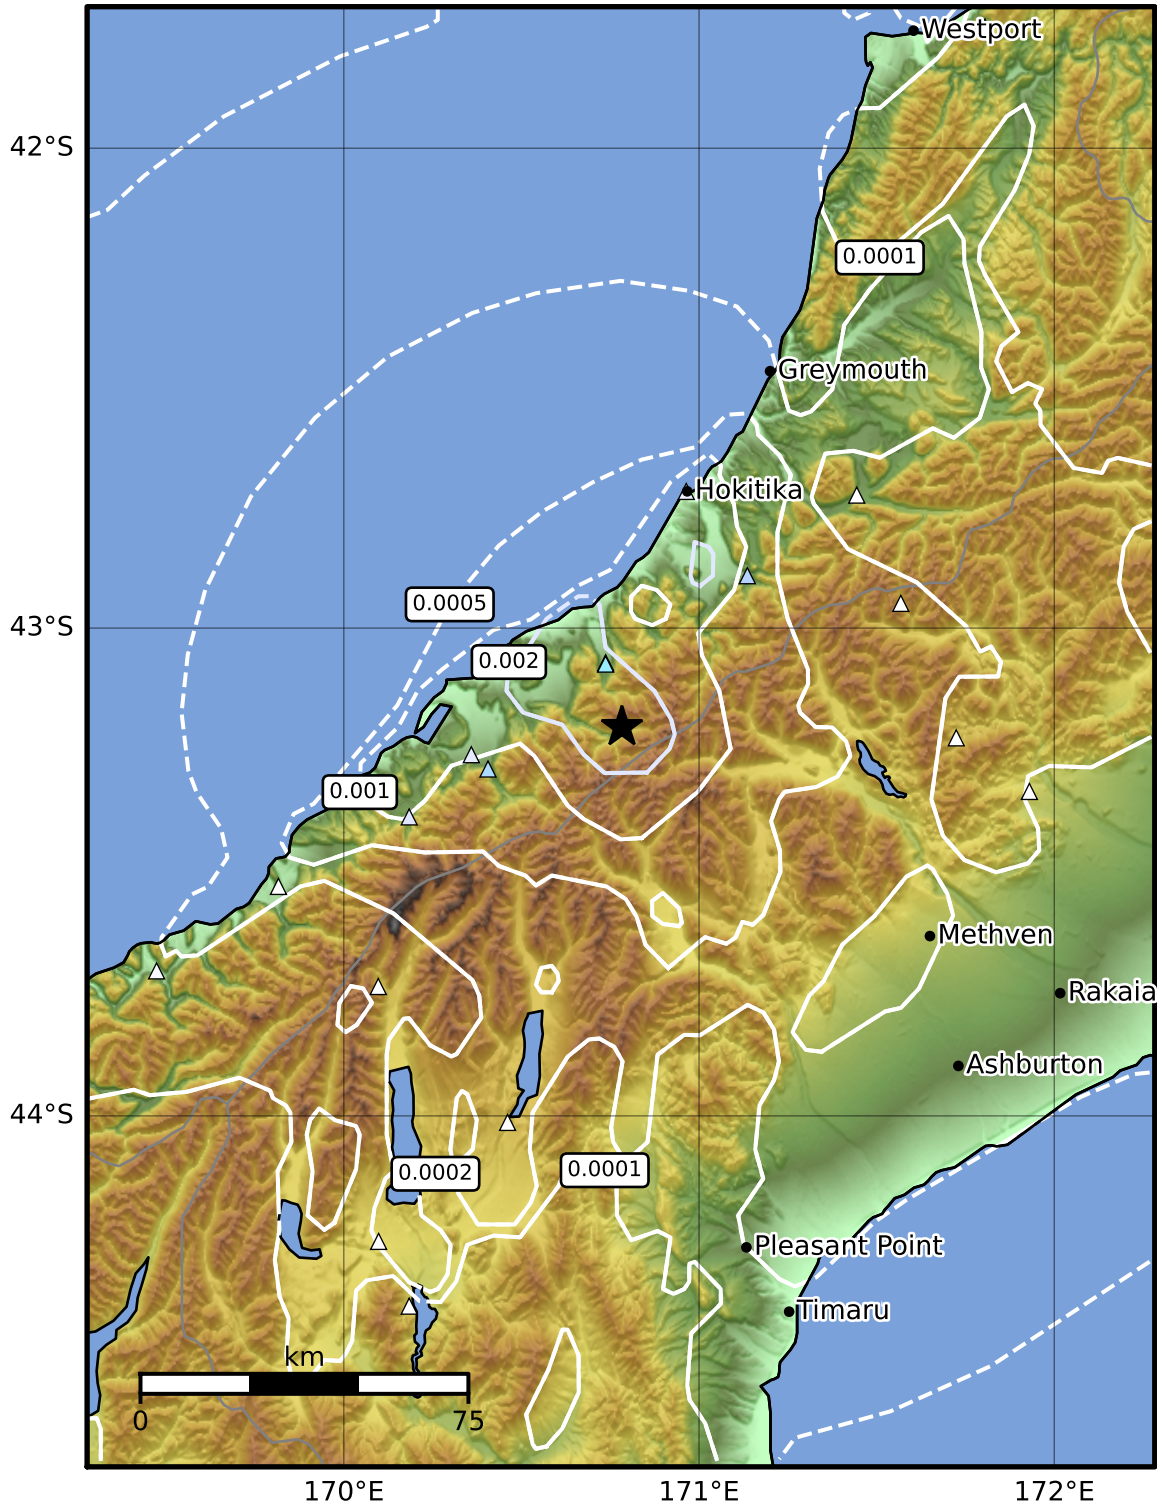 Westport
42°S
0.0001
Greymouth
Hokitika
0.0005
43°S
0.002
0.001
Methven
Rakaia
Ashburton
44°S
0.0002
0.0001
Pleasant Point
Timaru
km
0
75
170°E
171°E
172°E